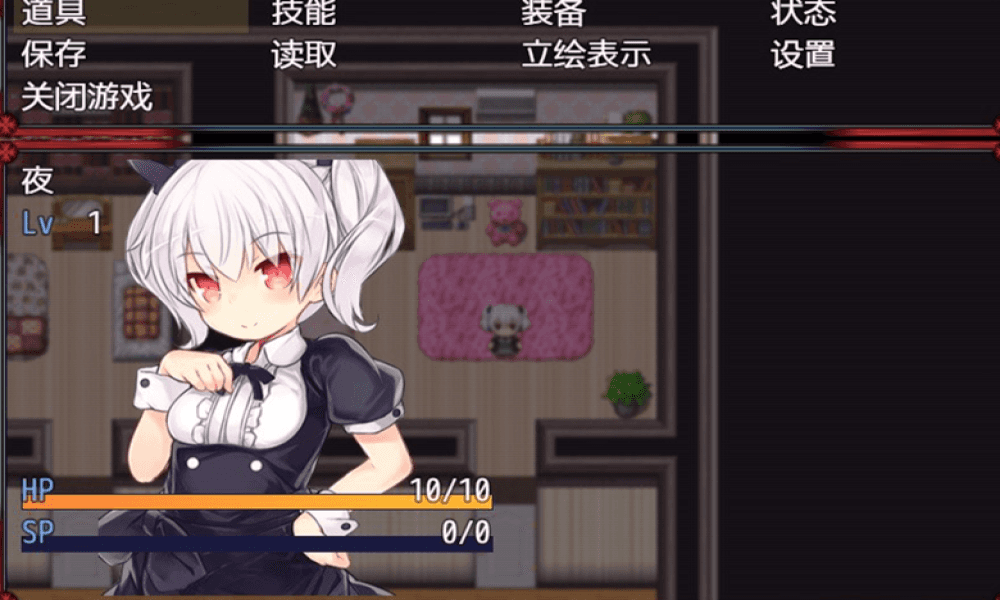 道具 技能 装备 状态
保存 读取 立绘表示 设置
关闭游戏
夜
Lv 1
HP 10/10
SP 0/0